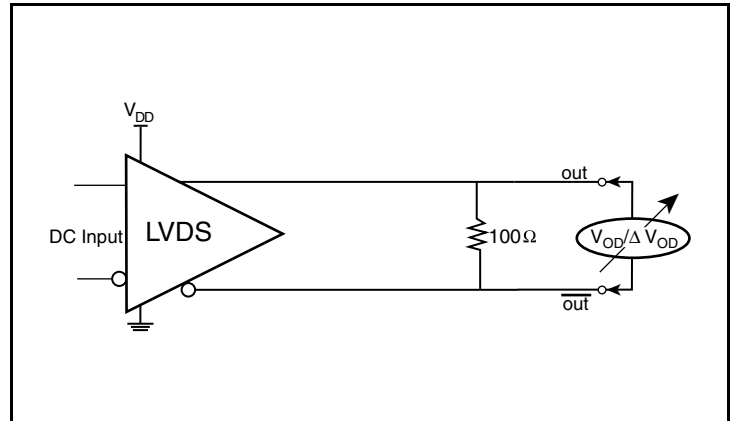 VDD
out
DC Input
LVDS
100Ω
VOD/Δ VOD
out